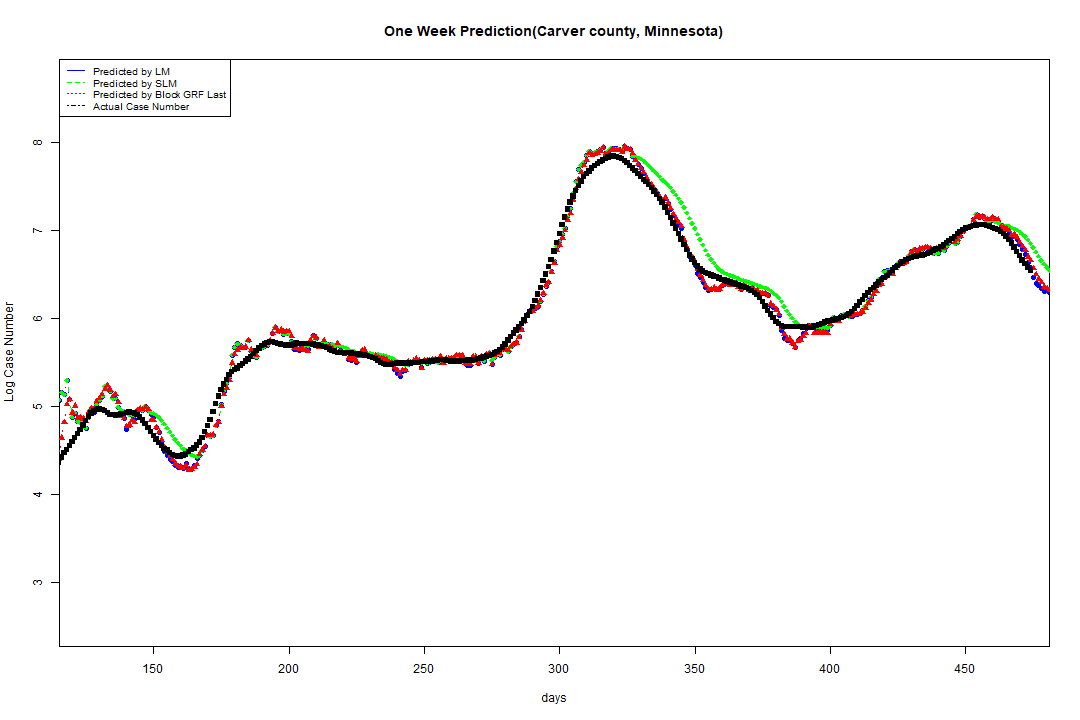 One Week Prediction(Carver county, Minnesota)
Predicted by LM
Predicted by SLM
Predicted by Block GRF Last
Actual Case Number
8
7
6
5
4
3
Log Case Number
150 200 250 300 350 400 450
days